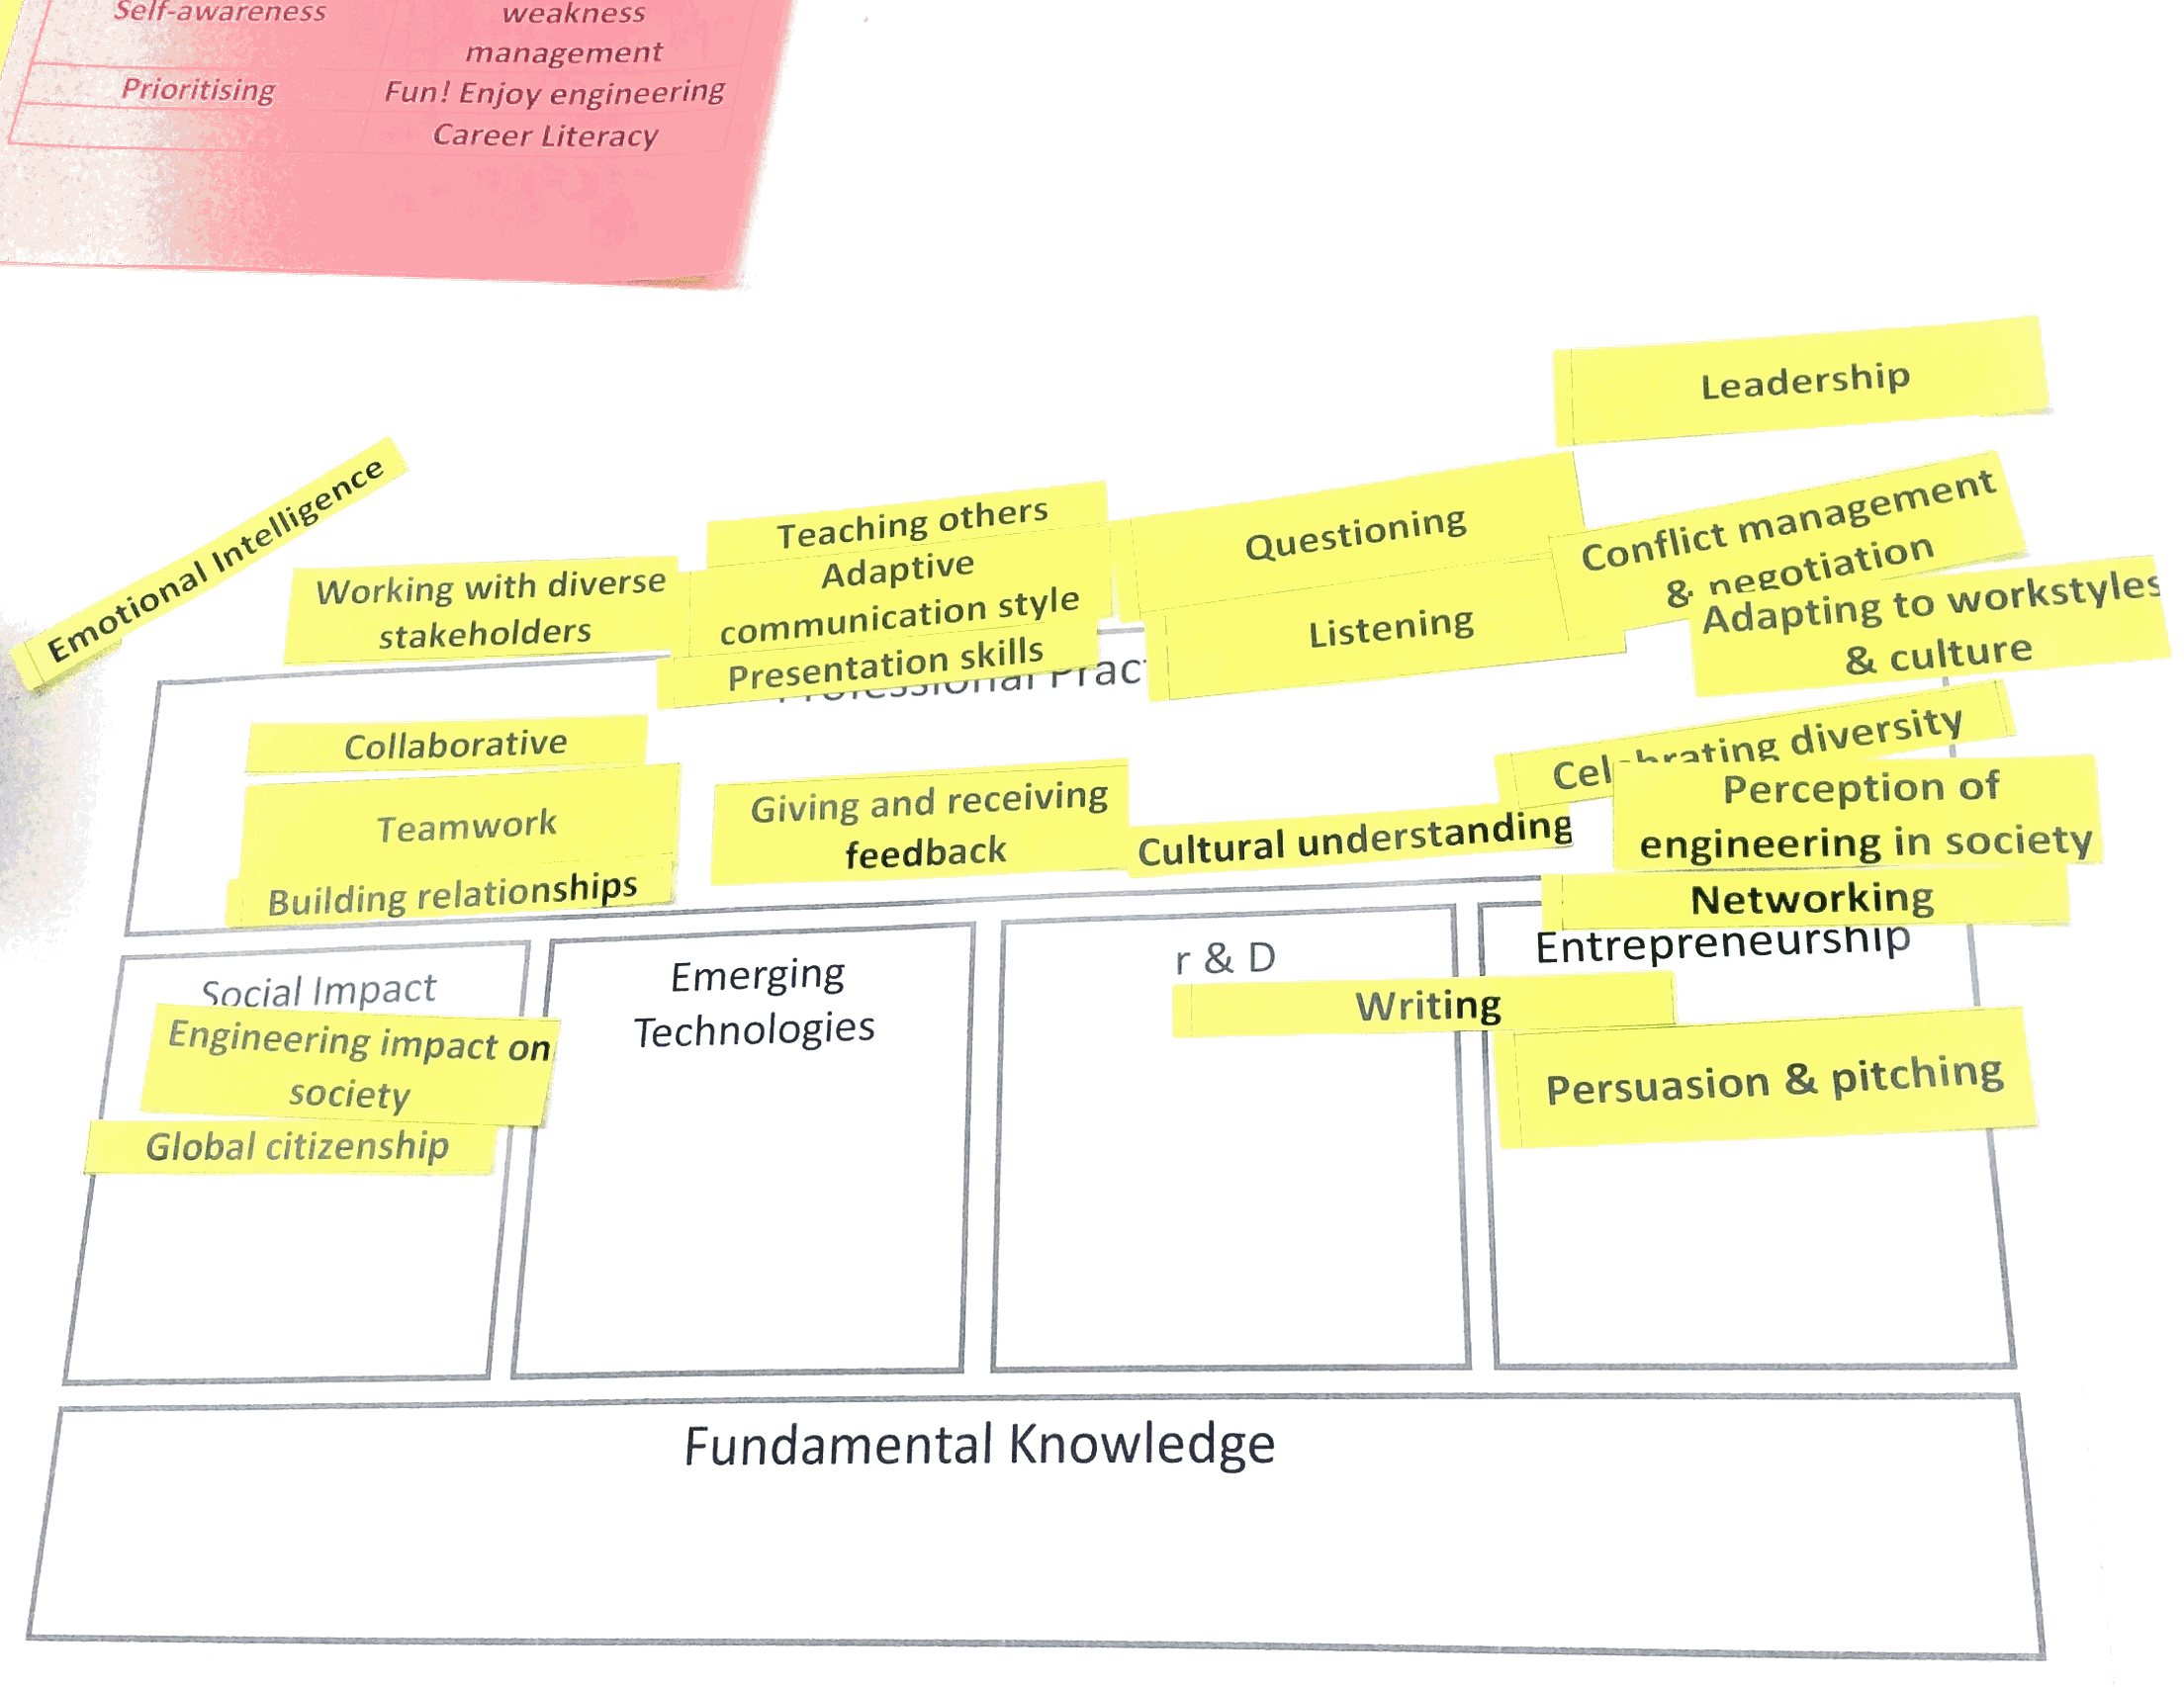 Self-awareness
weakness
management
Prioritising
Fun! Enjoy engineering
Career Literacy
Leadership
Emotional Intelligence
Working with diverse
stakeholders
Teaching others
Adaptive
communication style
Presentation skills
Questioning
Listening
Conflict management
& negotiation
Adapting to workstyles
& culture
Professional Prac
Collaborative
Teamwork
Building relationships
Giving and receiving
feedback
Cultural understanding
Celebrating diversity
Perception of
engineering in society
Networking
Social Impact
Engineering impact on
society
Global citizenship
Emerging
Technologies
r & D
Writing
Entrepreneurship
Persuasion & pitching
Fundamental Knowledge